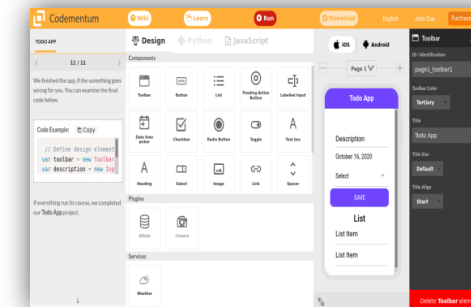 Codementum
Wiki
Learn
Run
Download
English
John Doe
Purchase
TODO APP
11 / 11
We finished the app, if the something goes
wrong for you. You can examine the final
code below.
Code Example:
Copy
// Define design element
var toolbar = new Toolbar
var description = new Inp
If everything run its course, we completed
our Todo App project.
Design
Python
JavaScript
Components
Toolbar
Button
List
Floating Action
Button
Labelled Input
Date time
picker
Checkbox
Radio Button
Toggle
Text box
Heading
Select
Image
Link
Spacer
Plugins
SQLite
Camera
Services
Weather
iOS
Android
Page 1
Todo App
Description
October 16, 2020
Select
SAVE
List
List Item
List Item
Toolbar
ID / Identification
page1_toolbar1
Toolbar Color
Tertiary
Title
Todo App
Title Size
Default
Title Align
Start
Delete Toolbar elem